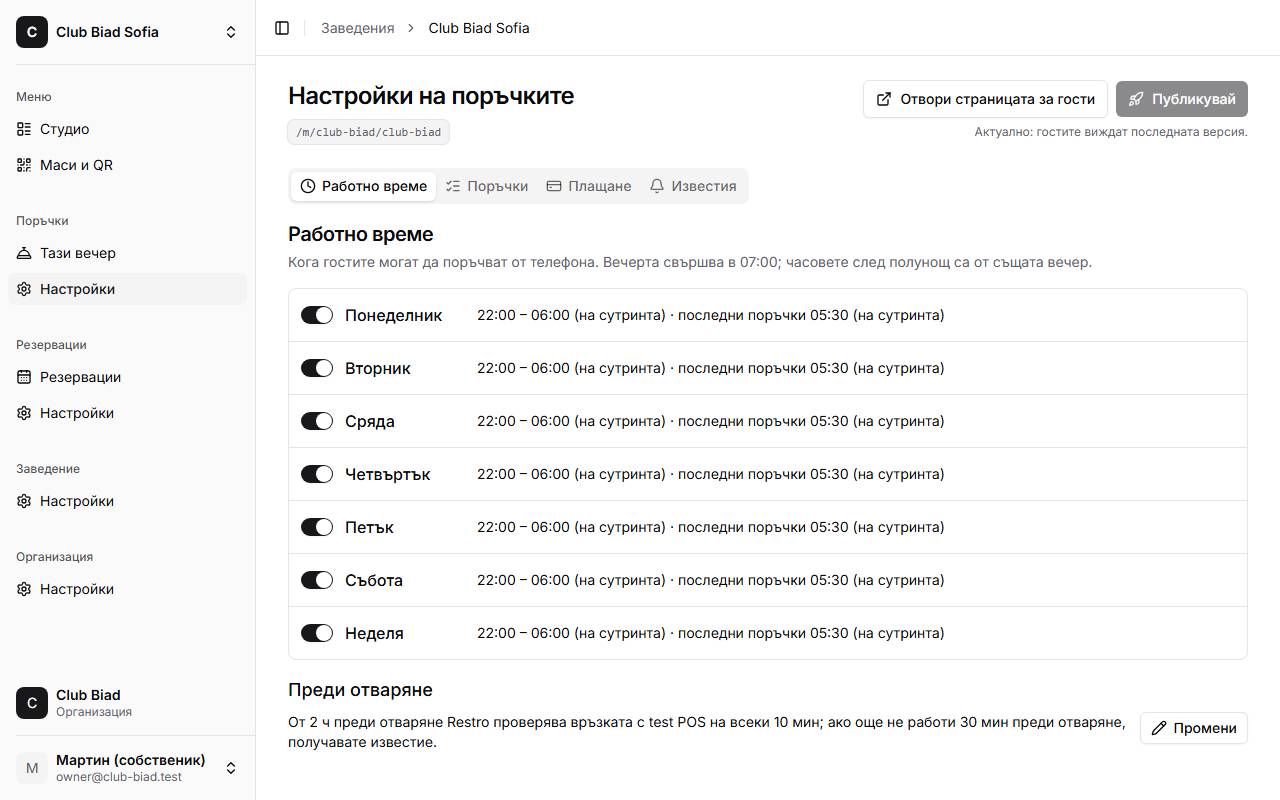 C Club Biad Sofia
Меню
Студио
Маси и QR
Поръчки
Тази вечер
Настройки
Резервации
Резервации
Настройки
Заведение
Настройки
Организация
Настройки
C Club Biad
Организация
M Мартин (собственик)
owner@club-biad.test
Заведения > Club Biad Sofia
Настройки на поръчките
/m/club-biad/club-biad
Отвори страницата за гости
Публикувай
Актуално: гостите виждат последната версия.
Работно време Поръчки Плащане Известия
Работно време
Кога гостите могат да поръчват от телефона. Вечерта свършва в 07:00; часовете след полунощ са от същата вечер.
Понеделник 22:00 – 06:00 (на сутринта) · последни поръчки 05:30 (на сутринта)
Вторник 22:00 – 06:00 (на сутринта) · последни поръчки 05:30 (на сутринта)
Сряда 22:00 – 06:00 (на сутринта) · последни поръчки 05:30 (на сутринта)
Четвъртък 22:00 – 06:00 (на сутринта) · последни поръчки 05:30 (на сутринта)
Петък 22:00 – 06:00 (на сутринта) · последни поръчки 05:30 (на сутринта)
Събота 22:00 – 06:00 (на сутринта) · последни поръчки 05:30 (на сутринта)
Неделя 22:00 – 06:00 (на сутринта) · последни поръчки 05:30 (на сутринта)
Преди отваряне
От 2 ч преди отваряне Restro проверява връзката с test POS на всеки 10 мин; ако още не работи 30 мин преди отваряне,
получавате известие.
Промени